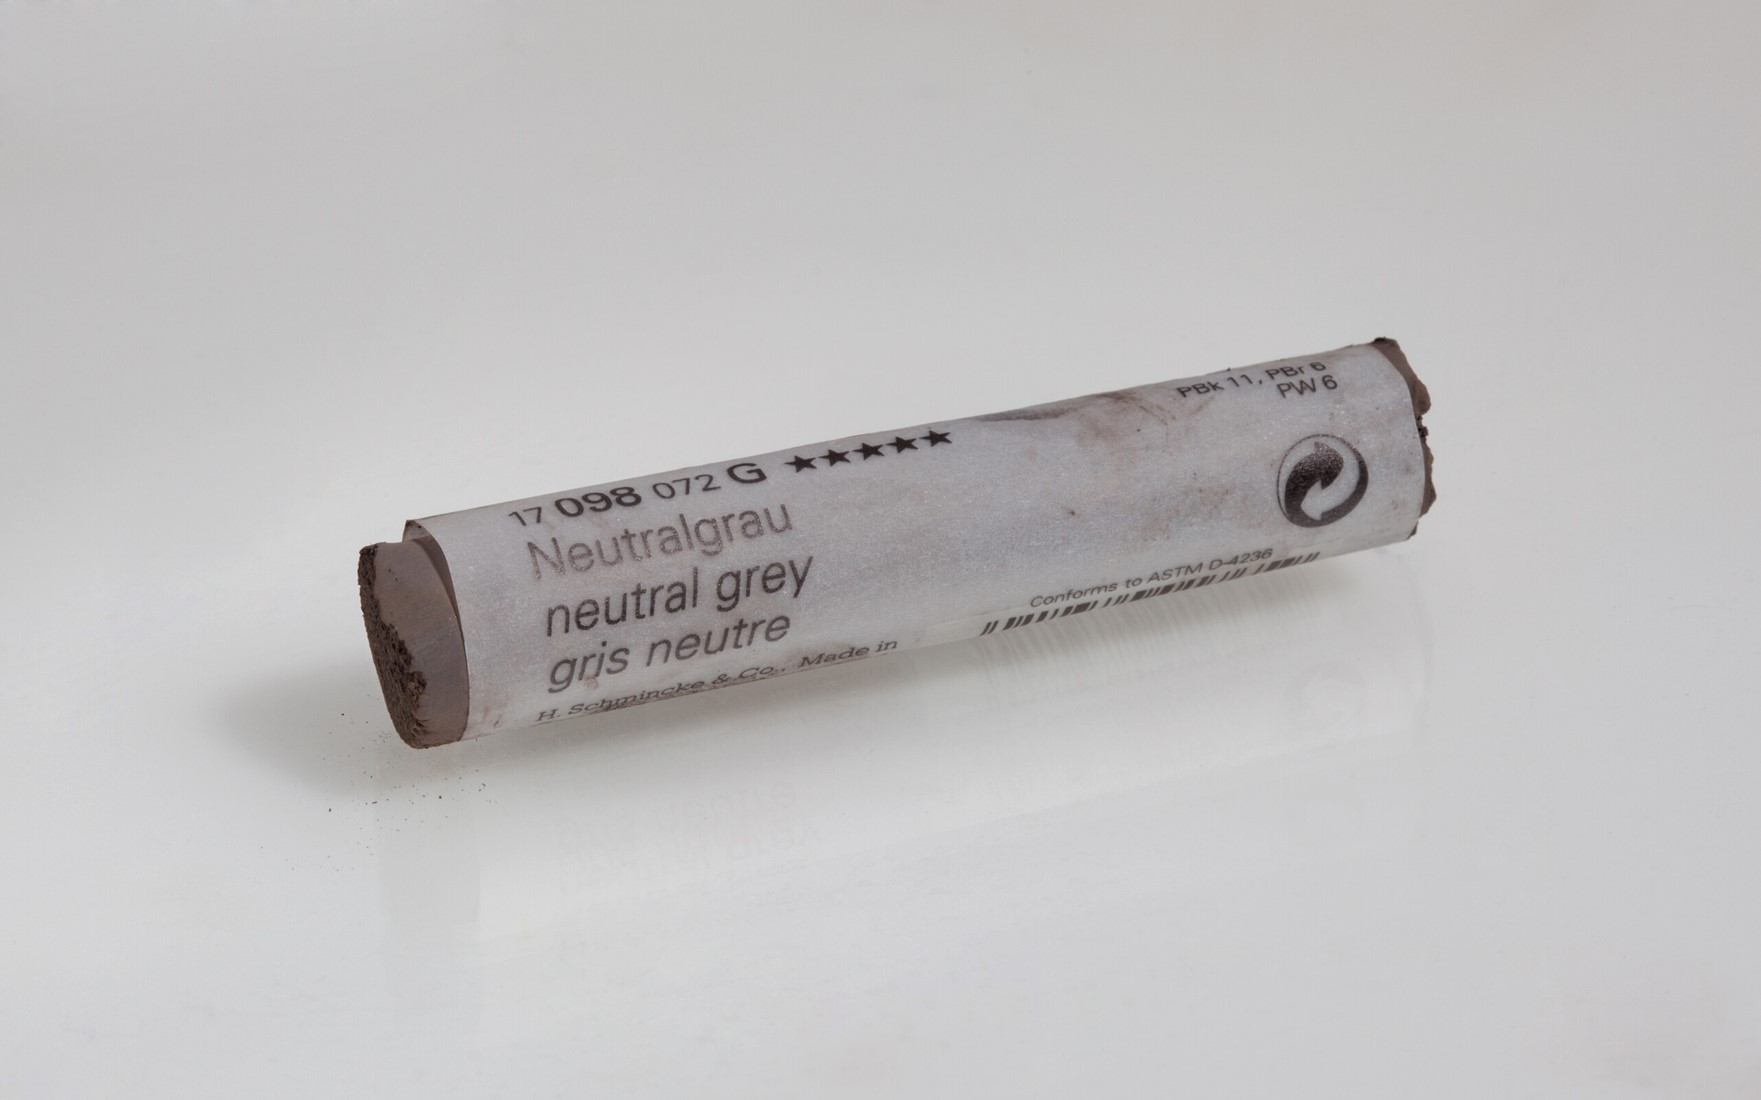 17 098 072 G ★★★★★
Neutralgrau
neutral grey
gris neutre
H. Schmincke & Co., Made in
PBk 11, PBr 6
PW 6
Conforms to ASTM D-4236